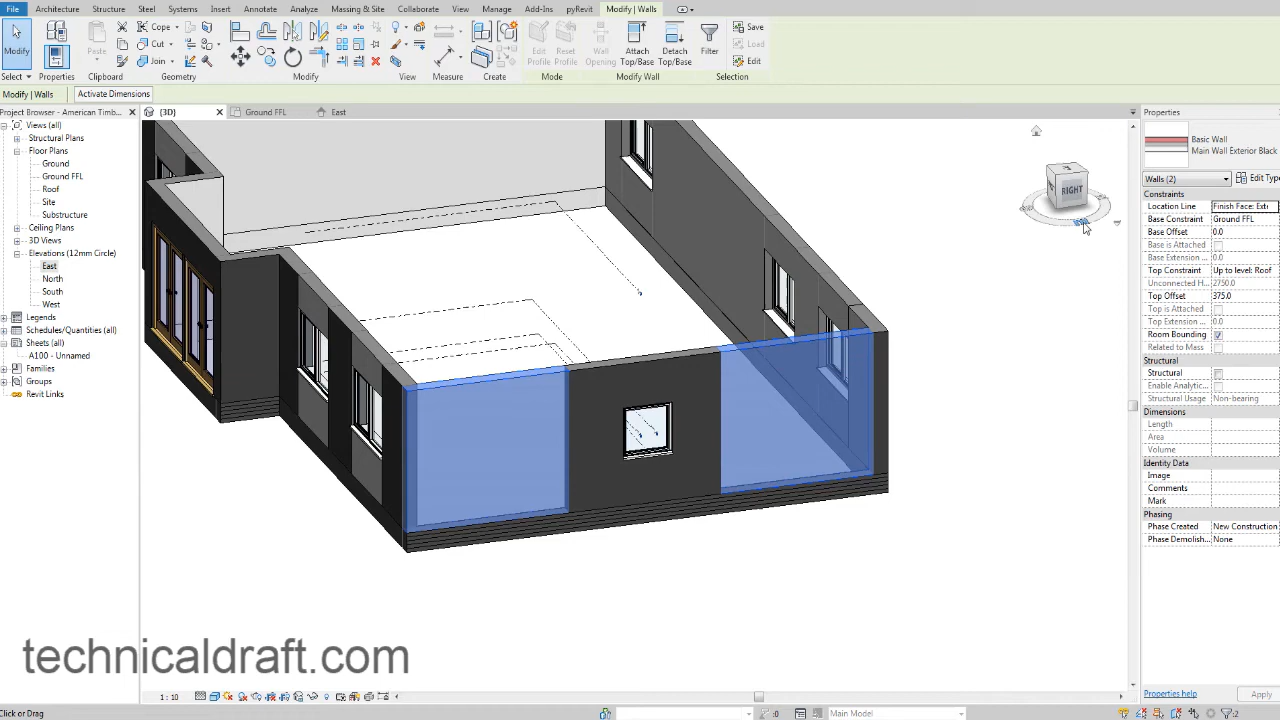 File Architecture Structure Steel Systems Insert Annotate Analyze Massing & Site Collaborate View Manage Add-Ins pyRevit Modify | Walls
Modify Paste Cope Cut Join Edit Profile Reset Profile Wall Opening Attach Top/Base Detach Top/Base Filter Save Load Edit
Select Properties Clipboard Geometry Modify View Measure Create Mode Modify Wall Selection
Modify | Walls Activate Dimensions
Project Browser - American Timb...
{3D} Ground FFL East
Views (all)
Structural Plans
Floor Plans
Ground
Ground FFL
Roof
Site
Substructure
Ceiling Plans
3D Views
Elevations (12mm Circle)
East
North
South
West
Legends
Schedules/Quantities (all)
Sheets (all)
A100 - Unnamed
Families
Groups
Revit Links
RIGHT
Properties
Basic Wall
Main Wall Exterior Black
Walls (2) Edit Type
Constraints
Location Line Finish Face: Exte
Base Constraint Ground FFL
Base Offset 0.0
Base is Attached
Base Extension ... 0.0
Top Constraint Up to level: Roof
Unconnected H... 2750.0
Top Offset 375.0
Top is Attached
Top Extension ... 0.0
Room Bounding
Related to Mass
Structural
Structural
Enable Analytic...
Structural Usage Non-bearing
Dimensions
Length
Area
Volume
Identity Data
Image
Comments
Mark
Phasing
Phase Created New Construction
Phase Demolish... None
Properties help Apply
technicaldraft.com
1 : 10
Click or Drag :0 Main Model :2